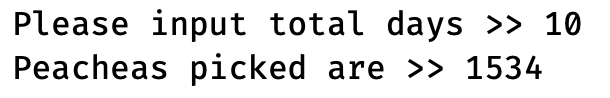 Please input total days >> 10
Peacheas picked are >> 1534